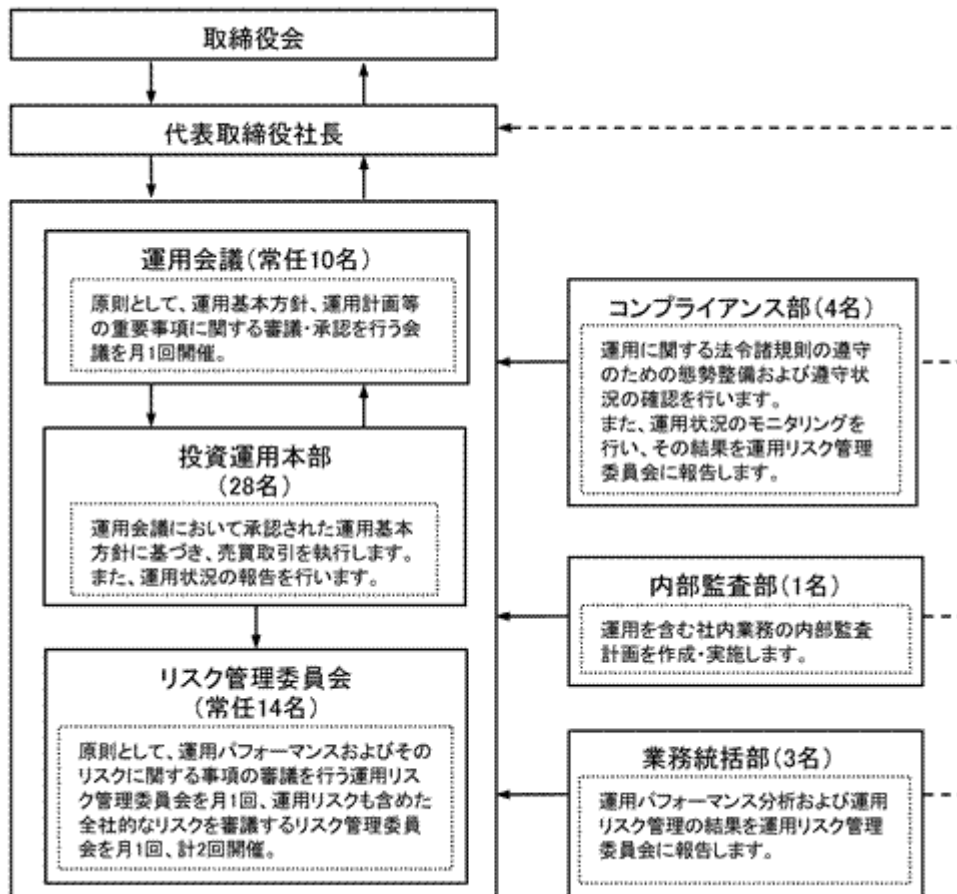 取締役会
代表取締役社長
運用会議(常任10名)
原則として、運用基本方針、運用計画等
の重要事項に関する審議・承認を行う会
議を月1回開催。
投資運用本部
(28名)
運用会議において承認された運用基本
方針に基づき、売買取引を執行します。
また、運用状況の報告を行います。
リスク管理委員会
(常任14名)
原則として、運用パフォーマンスおよびその
リスクに関する事項の審議を行う運用リス
ク管理委員会を月1回、運用リスクも含めた
全社的なリスクを審議するリスク管理委員
会を月1回、計2回開催。
コンプライアンス部(4名)
運用に関する法令諸規則の遵守
のための態勢整備および遵守状
況の確認を行います。
また、運用状況のモニタリングを
行い、その結果を運用リスク管理
委員会に報告します。
内部監査部(1名)
運用を含む社内業務の内部監査
計画を作成・実施します。
業務統括部(3名)
運用パフォーマンス分析および運用
リスク管理の結果を運用リスク管理
委員会に報告します。